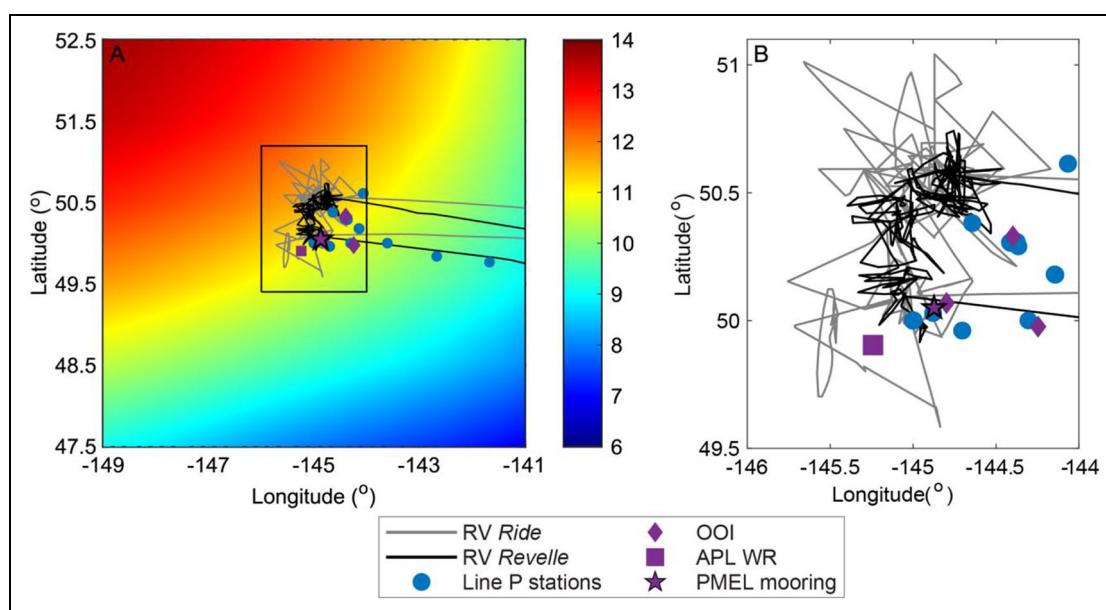 A
52.5
51.5
50.5
49.5
48.5
47.5
Latitude (o)
-149
-147
-145
-143
-141
Longitude (o)
14
13
12
11
10
9
8
7
6
B
51
50.5
50
49.5
Latitude(o)
-146
-145.5
-145
-144.5
-144
Longitude(o)
RV Ride
RV Revelle
Line P stations
OOI
APL WR
PMEL mooring